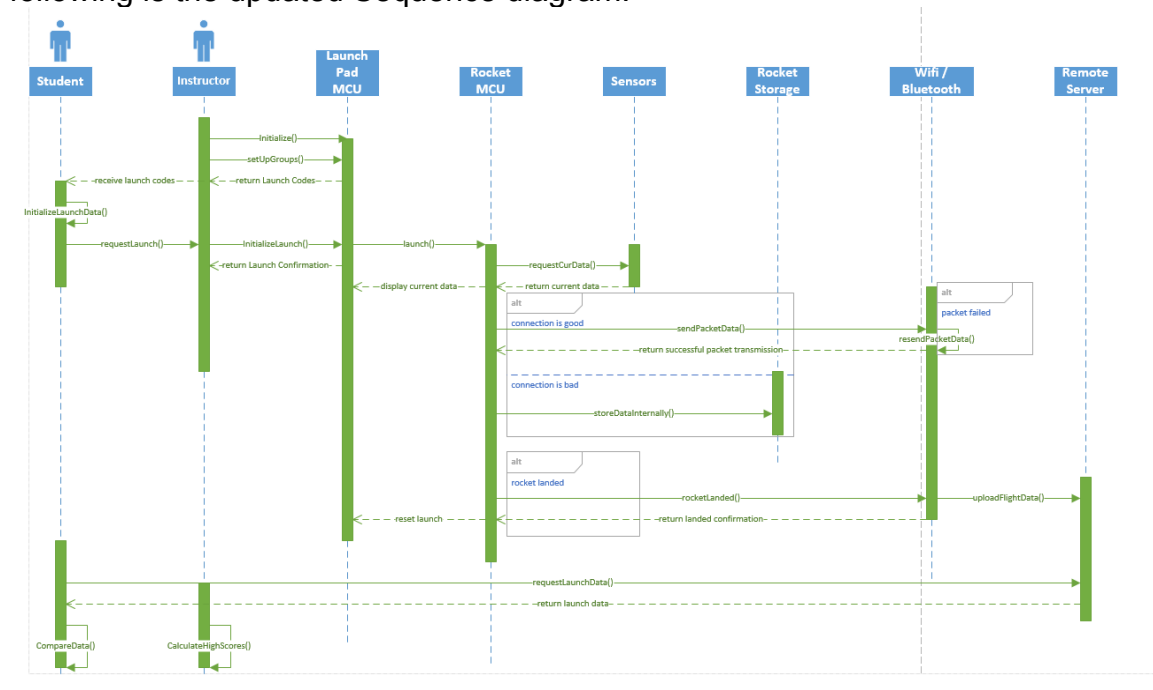 following is the updated Sequence diagram.
Launch
Pad
MCU
Student
Instructor
Rocket
MCU
Sensors
Rocket
Storage
Wifi /
Bluetooth
Remote
Server
Initialize()
setUpGroups()
receive launch codes
return Launch Codes
InitializeLaunchData()
requestLaunch()
InitializeLaunch()
launch()
return Launch Confirmation
requestCurData()
display current data
return current data
alt
alt
connection is good
packet failed
sendPacketData()
resendPacketData()
return successful packet transmission
connection is bad
storeDataInternally()
alt
rocket landed
rocketLanded()
uploadFlightData()
reset launch
return landed confirmation
requestLaunchData()
return launch data
CompareData()
CalculateHighScores()